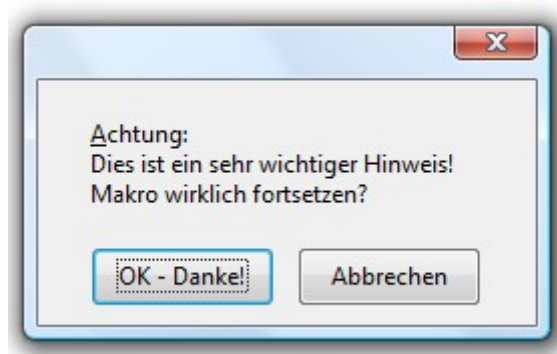 Achtung:
Dies ist ein sehr wichtiger Hinweis!
Makro wirklich fortsetzen?
OK - Danke!
Abbrechen